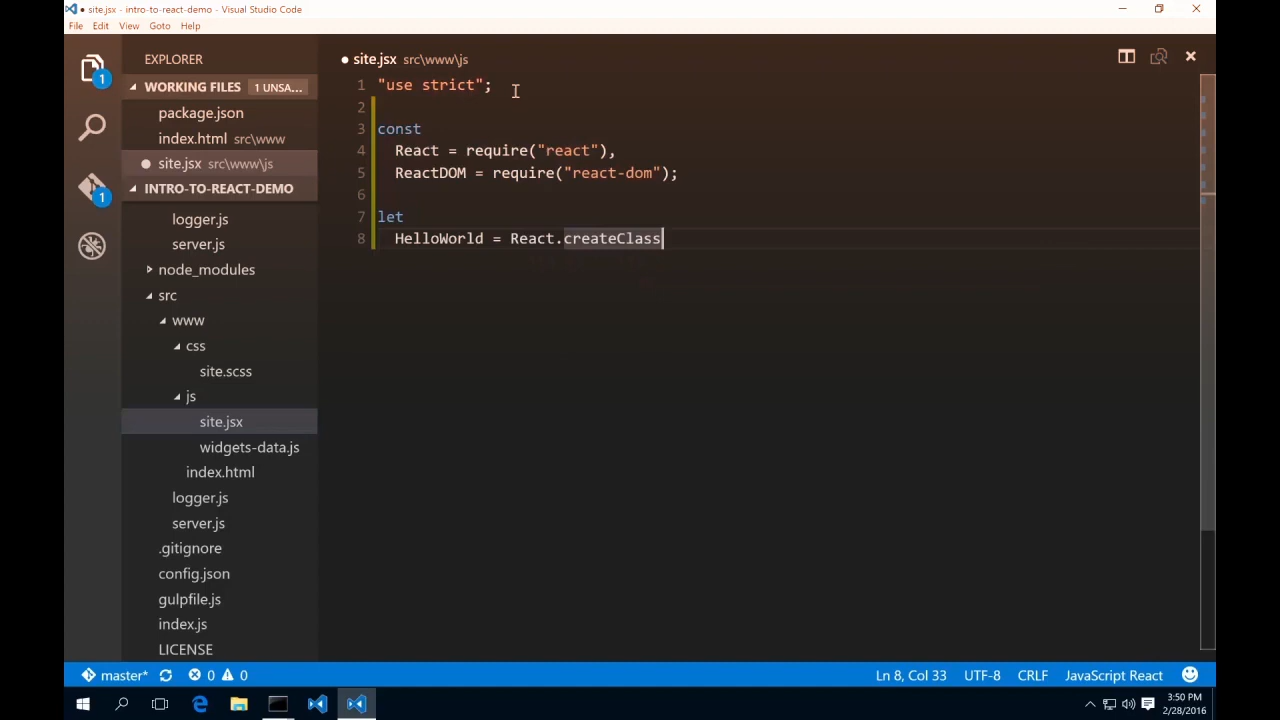 site.jsx - intro-to-react-demo - Visual Studio Code
File Edit View Goto Help
EXPLORER
WORKING FILES 1 UNSA...
package.json
index.html src\www
site.jsx src\www\js
INTRO-TO-REACT-DEMO
logger.js
server.js
node_modules
src
www
css
site.scss
js
site.jsx
widgets-data.js
index.html
logger.js
server.js
.gitignore
config.json
gulpfile.js
index.js
LICENSE
1
1
site.jsx src\www\js
1 "use strict";
2
3 const
4 React = require("react"),
5 ReactDOM = require("react-dom");
6
7 let
8 HelloWorld = React.createClass
master* 0 0 Ln 8, Col 33 UTF-8 CRLF JavaScript React
3:50 PM
2/28/2016